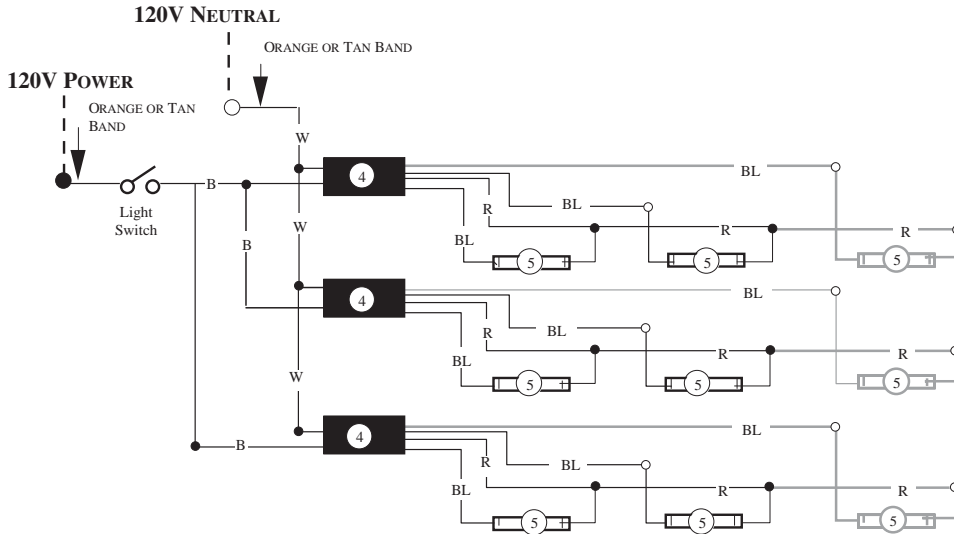 120V NEUTRAL
ORANGE OR TAN BAND
120V POWER
ORANGE OR TAN
BAND
W
4
BL
B
R
BL
Light
Switch
W
BL
R
R
B
5
5
5
4
BL
R
BL
BL
R
R
W
5
5
5
4
BL
B
R
BL
BL
R
R
5
5
5